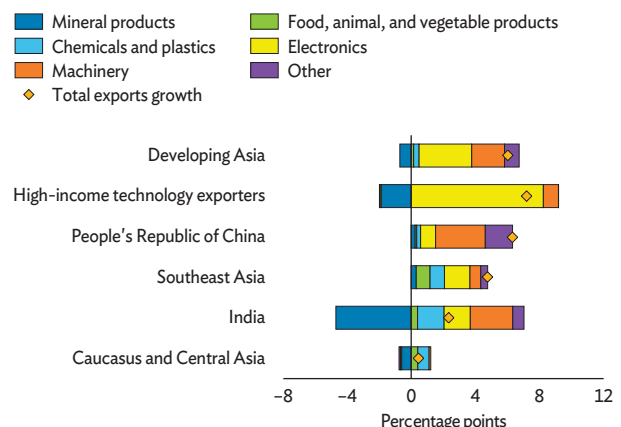 Mineral products
Food, animal, and vegetable products
Chemicals and plastics
Electronics
Machinery
Other
Total exports growth
Developing Asia
High-income technology exporters
People's Republic of China
Southeast Asia
India
Caucasus and Central Asia
−8 −4 0 4 8 12
Percentage points